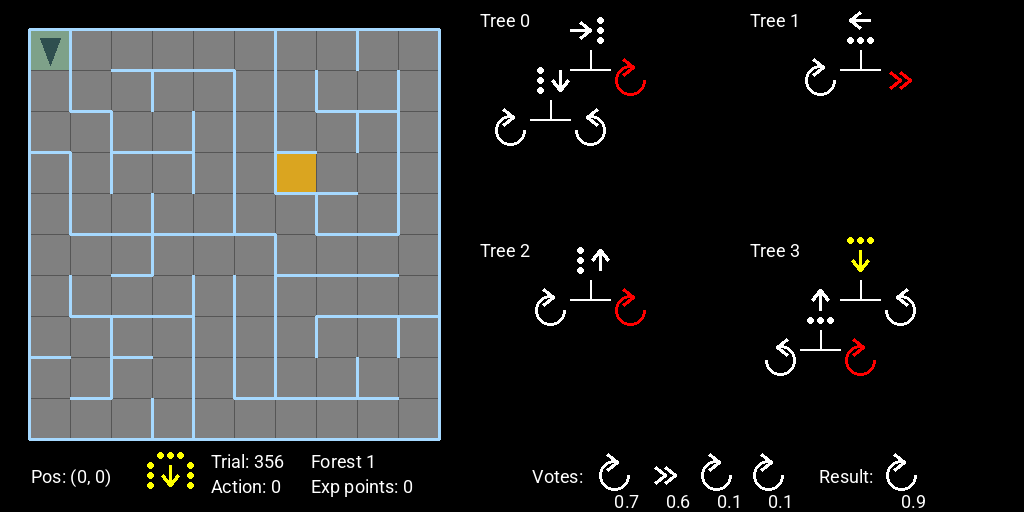 Tree 0
Tree 1
Tree 2
Tree 3
Pos: (0, 0)
Trial: 356
Forest 1
Action: 0
Exp points: 0
Votes:
0.7
0.6
0.1
0.1
Result:
0.9